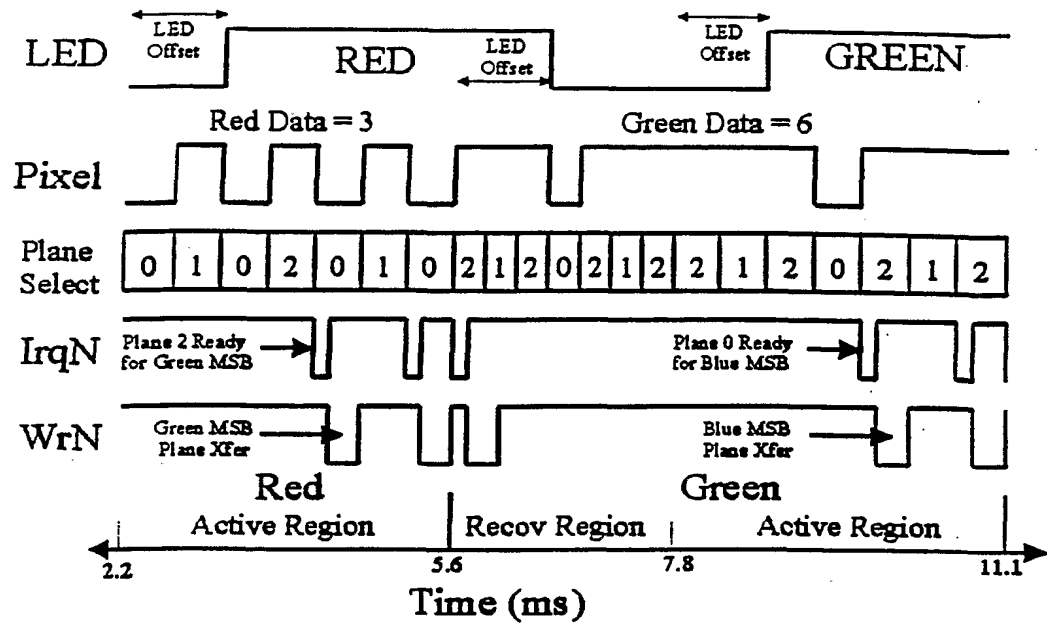 LED
LED
Offset
RED
LED
Offset
LED
Offset
GREEN
Red Data = 3
Green Data = 6
Pixel
Plane
Select
0 1 0 2 0 1 0 2 1 2 0 2 1 2 2 1 2 0 2 1 2
IrqN
Plane 2 Ready
for Green MSB
Plane 0 Ready
for Blue MSB
WrN
Green MSB
Plane Xfer
Blue MSB
Plane Xfer
Red
Green
Active Region
Recov Region
Active Region
2.2
5.6
7.8
11.1
Time (ms)